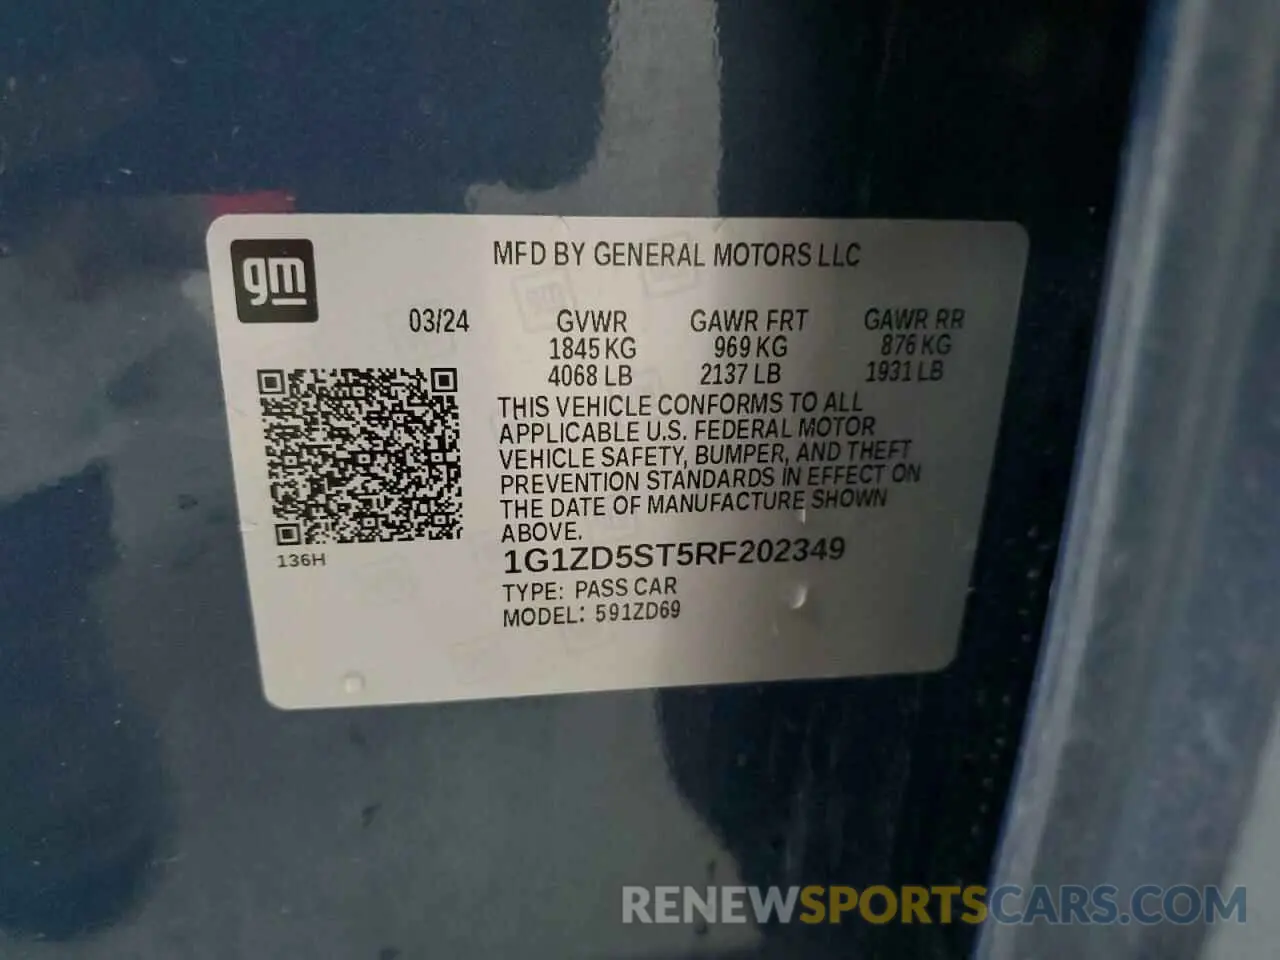 gm
MFD BY GENERAL MOTORS LLC
03/24 GVWR GAWR FRT GAWR RR
1845 KG 969 KG 876 KG
4068 LB 2137 LB 1931 LB
THIS VEHICLE CONFORMS TO ALL
APPLICABLE U.S. FEDERAL MOTOR
VEHICLE SAFETY, BUMPER, AND THEFT
PREVENTION STANDARDS IN EFFECT ON
THE DATE OF MANUFACTURE SHOWN
ABOVE.
136H
1G1ZD5ST5RF202349
TYPE: PASS CAR
MODEL: 591ZD69
RENEWSPORTSCARS.COM